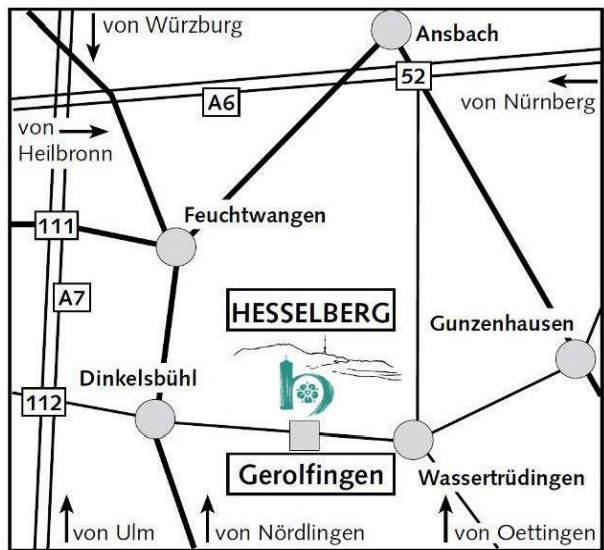 von Würzburg
Ansbach
52
A6
von Nürnberg
von
Heilbronn
Feuchtwangen
111
A7
HESSELBERG
Gunzenhausen
Dinkelsbühl
112
Gerolfingen
Wassertrüdingen
von Ulm
von Nördlingen
von Oettingen